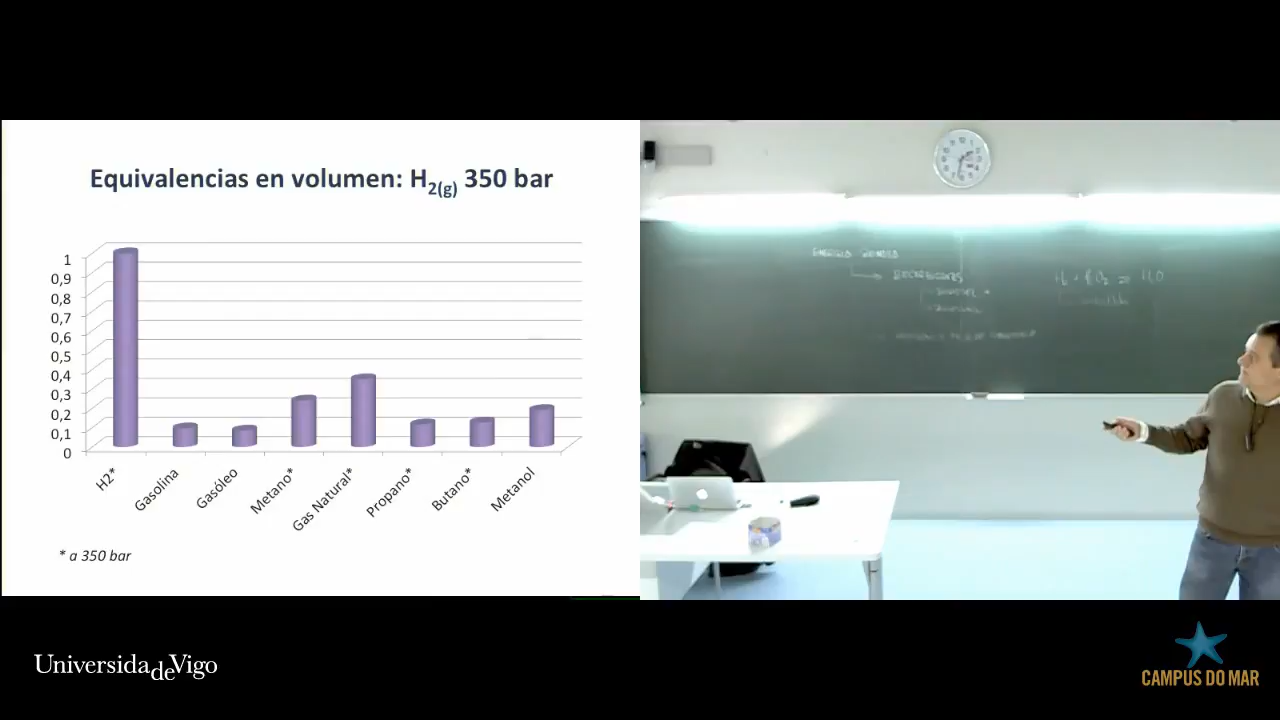 Equivalencias en volumen: H2(g) 350 bar
1
0,9
0,8
0,7
0,6
0,5
0,4
0,3
0,2
0,1
0
H2*
Gasolina
Gasóleo
Metano*
Gas Natural*
Propano*
Butano*
Metanol
* a 350 bar
UniversidadeVigo
CAMPUS DO MAR